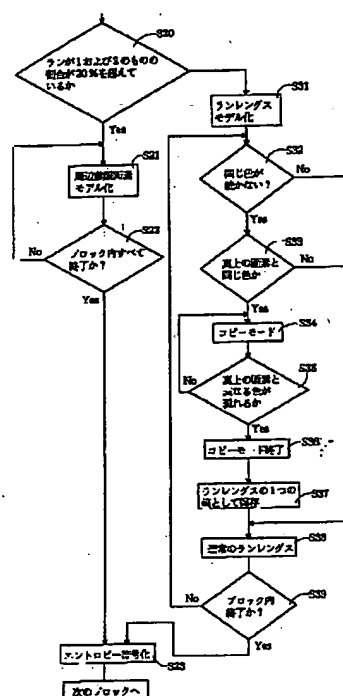 S20
ランが1および2のものの
割合が20%を超えて
いるか
Yes
S31
ランレングス
モデル化
S21
周辺参照画素
モデル化
S32
同じ色が
続かない?
No
Yes
S22
ブロック内すべて
終了か?
No
Yes
S33
真上の画素と
同じ色か
No
Yes
S34
コピーモード
S35
真上の画素と
異なる色が
現れるか
No
Yes
S36
コピーモード終了
S37
ランレングスの1つの
値として保存
S38
通常のランレングス
S39
ブロック内
終了か?
No
Yes
エントロピー符号化
S23
次のブロックへ